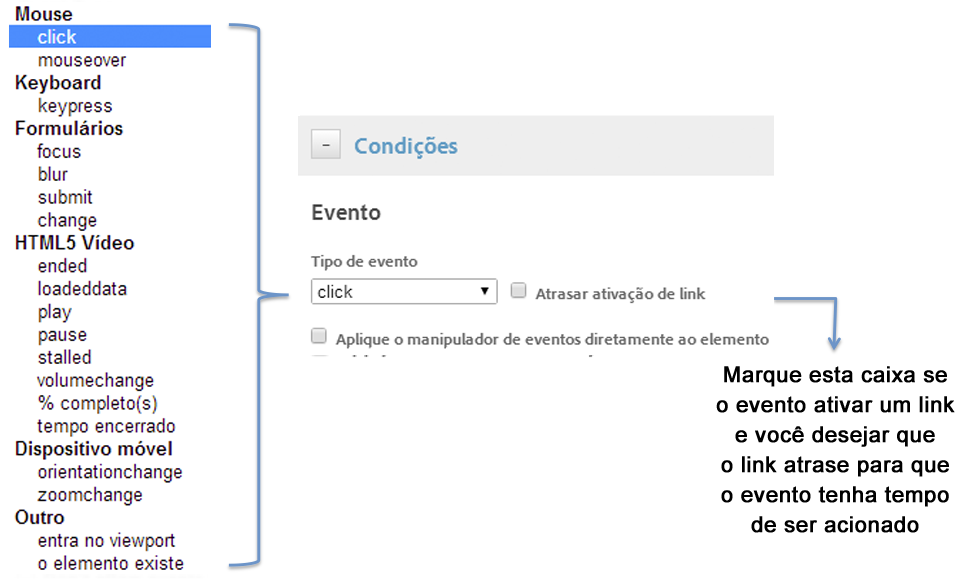 Mouse
click
mouseover
Keyboard
keypress
Formulários
focus
blur
submit
change
HTML5 Vídeo
ended
loadeddata
play
pause
stalled
volumechange
% completo(s)
tempo encerrado
Dispositivo móvel
orientationchange
zoomchange
Outro
entra no viewport
o elemento existe
- Condições
Evento
Tipo de evento
click ▼ Atrasar ativação de link
Aplique o manipulador de eventos diretamente ao elemento
Marque esta caixa se
o evento ativar um link
e você desejar que
o link atrase para que
o evento tenha tempo
de ser acionado